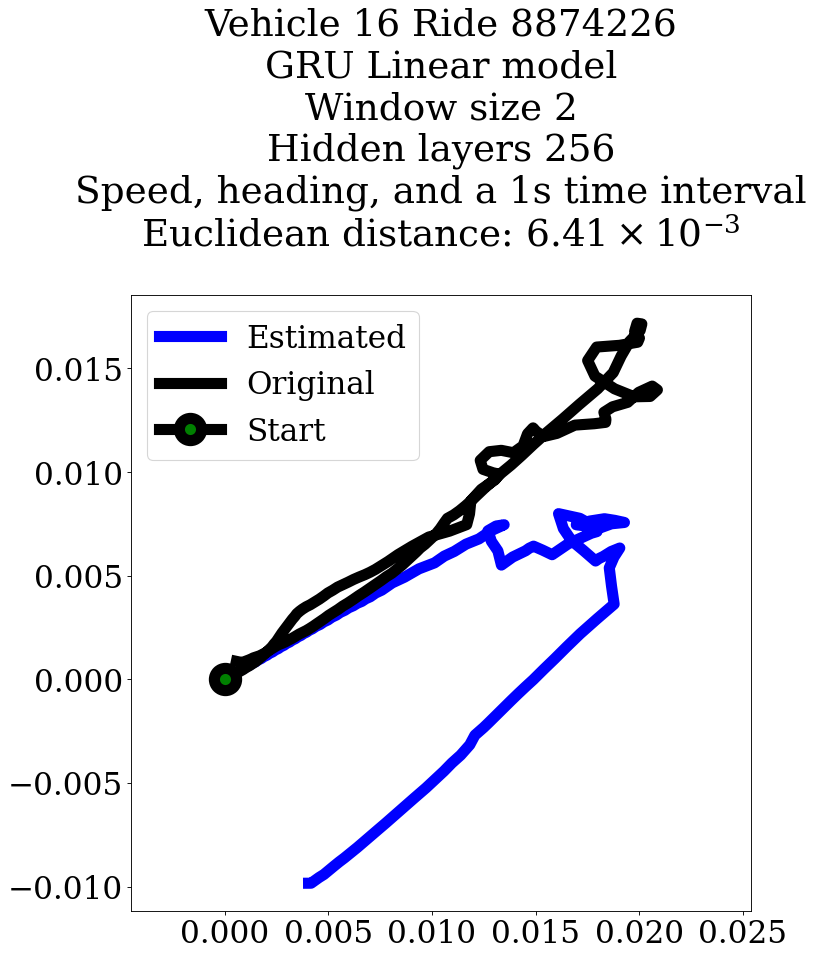 Vehicle 16 Ride 8874226
GRU Linear model
Window size 2
Hidden layers 256
Speed, heading, and a 1s time interval
Euclidean distance: 6.41 × 10⁻³
Estimated
Original
Start
0.015
0.010
0.005
0.000
−0.005
−0.010
0.000 0.005 0.010 0.015 0.020 0.025